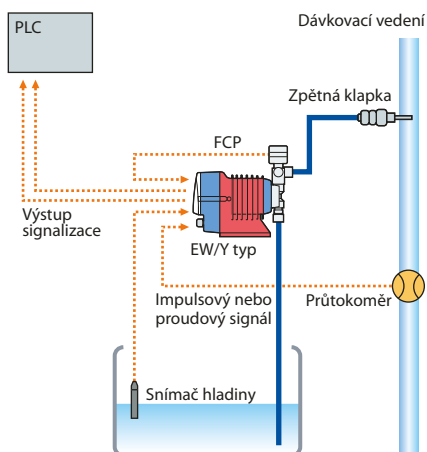 PLC
Dávkovací vedení
Zpětná klapka
FCP
Výstup
signalizace
EW/Y typ
Impulsový nebo
proudový signál
Průtokoměr
Snímač hladiny